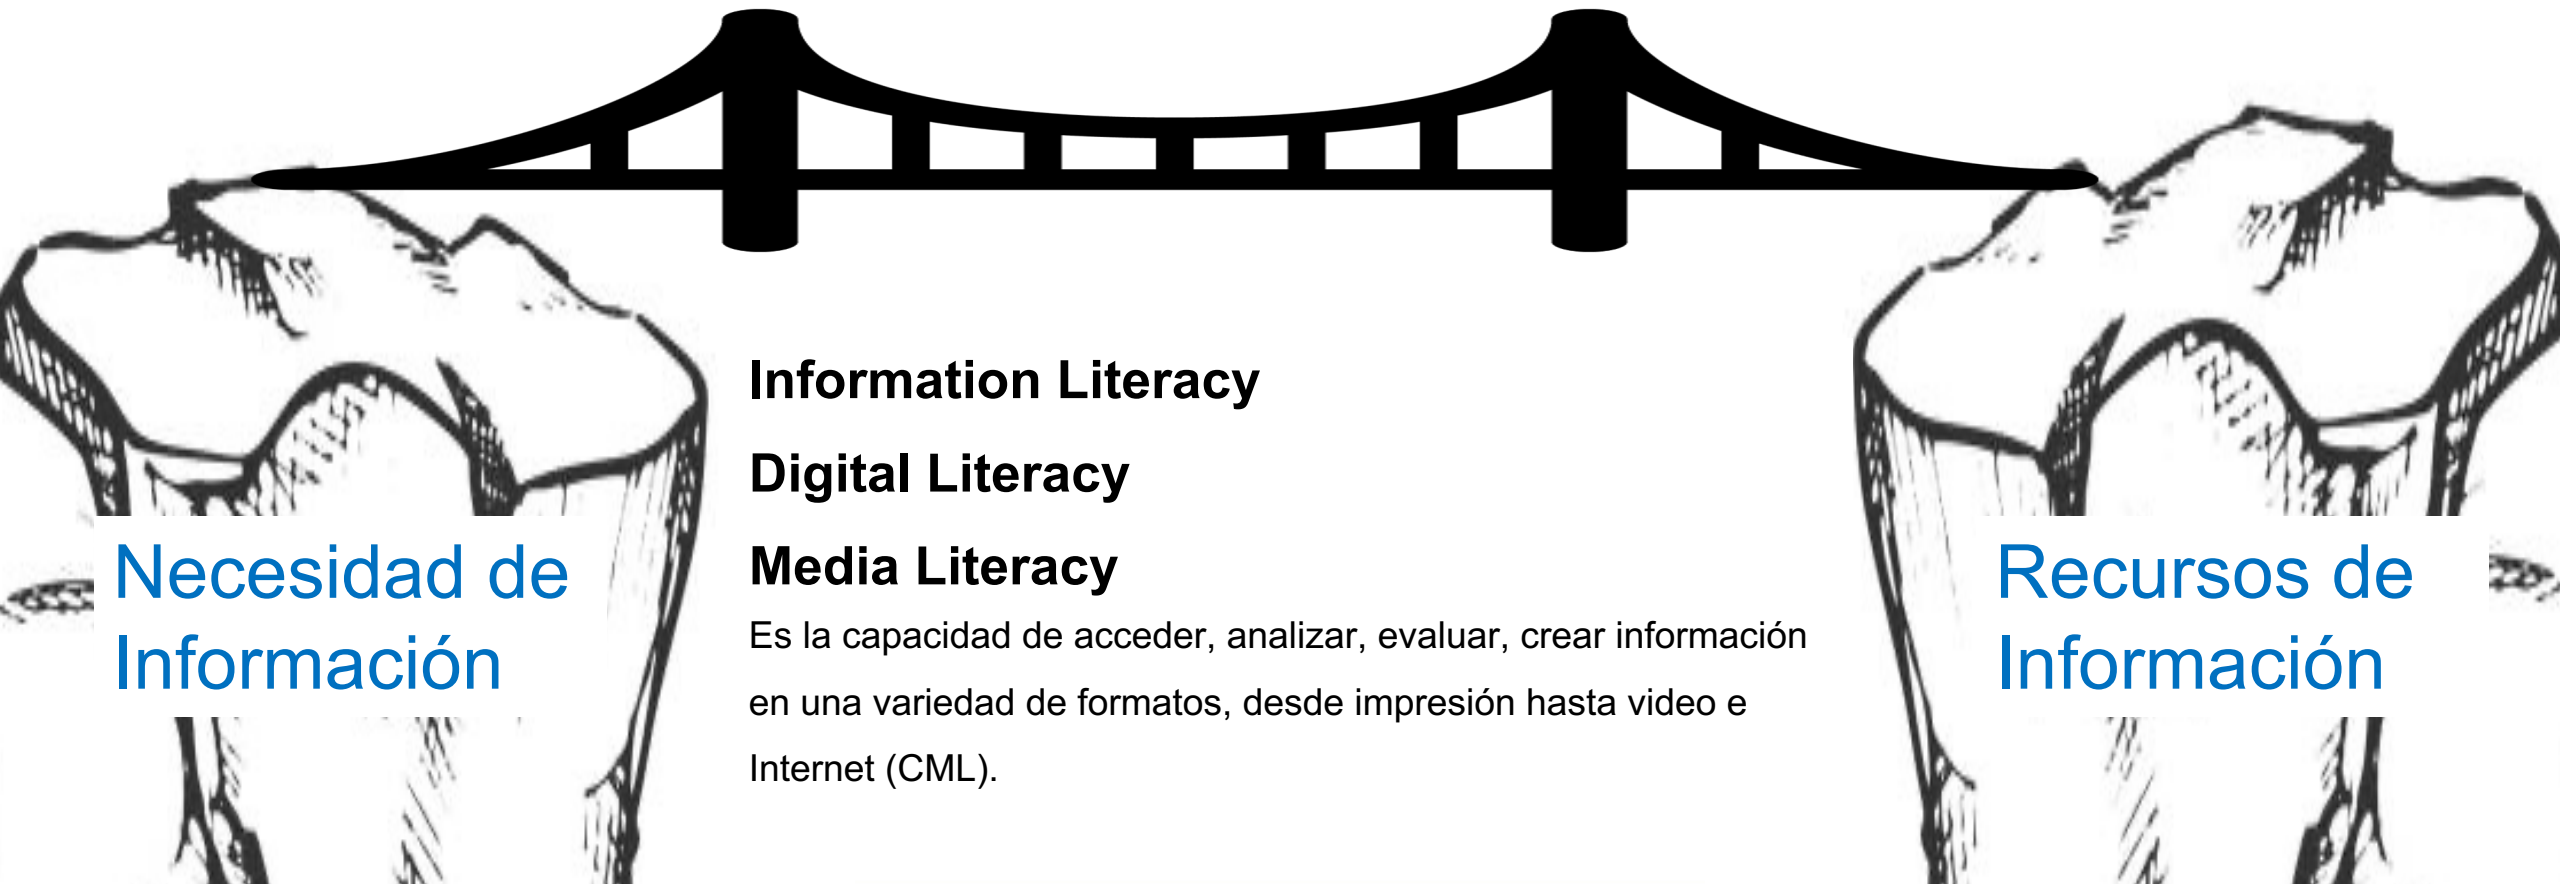 Information Literacy
Digital Literacy
Media Literacy
Es la capacidad de acceder, analizar, evaluar, crear información
en una variedad de formatos, desde impresión hasta video e
Internet (CML).
Necesidad de
Información
Recursos de
Información